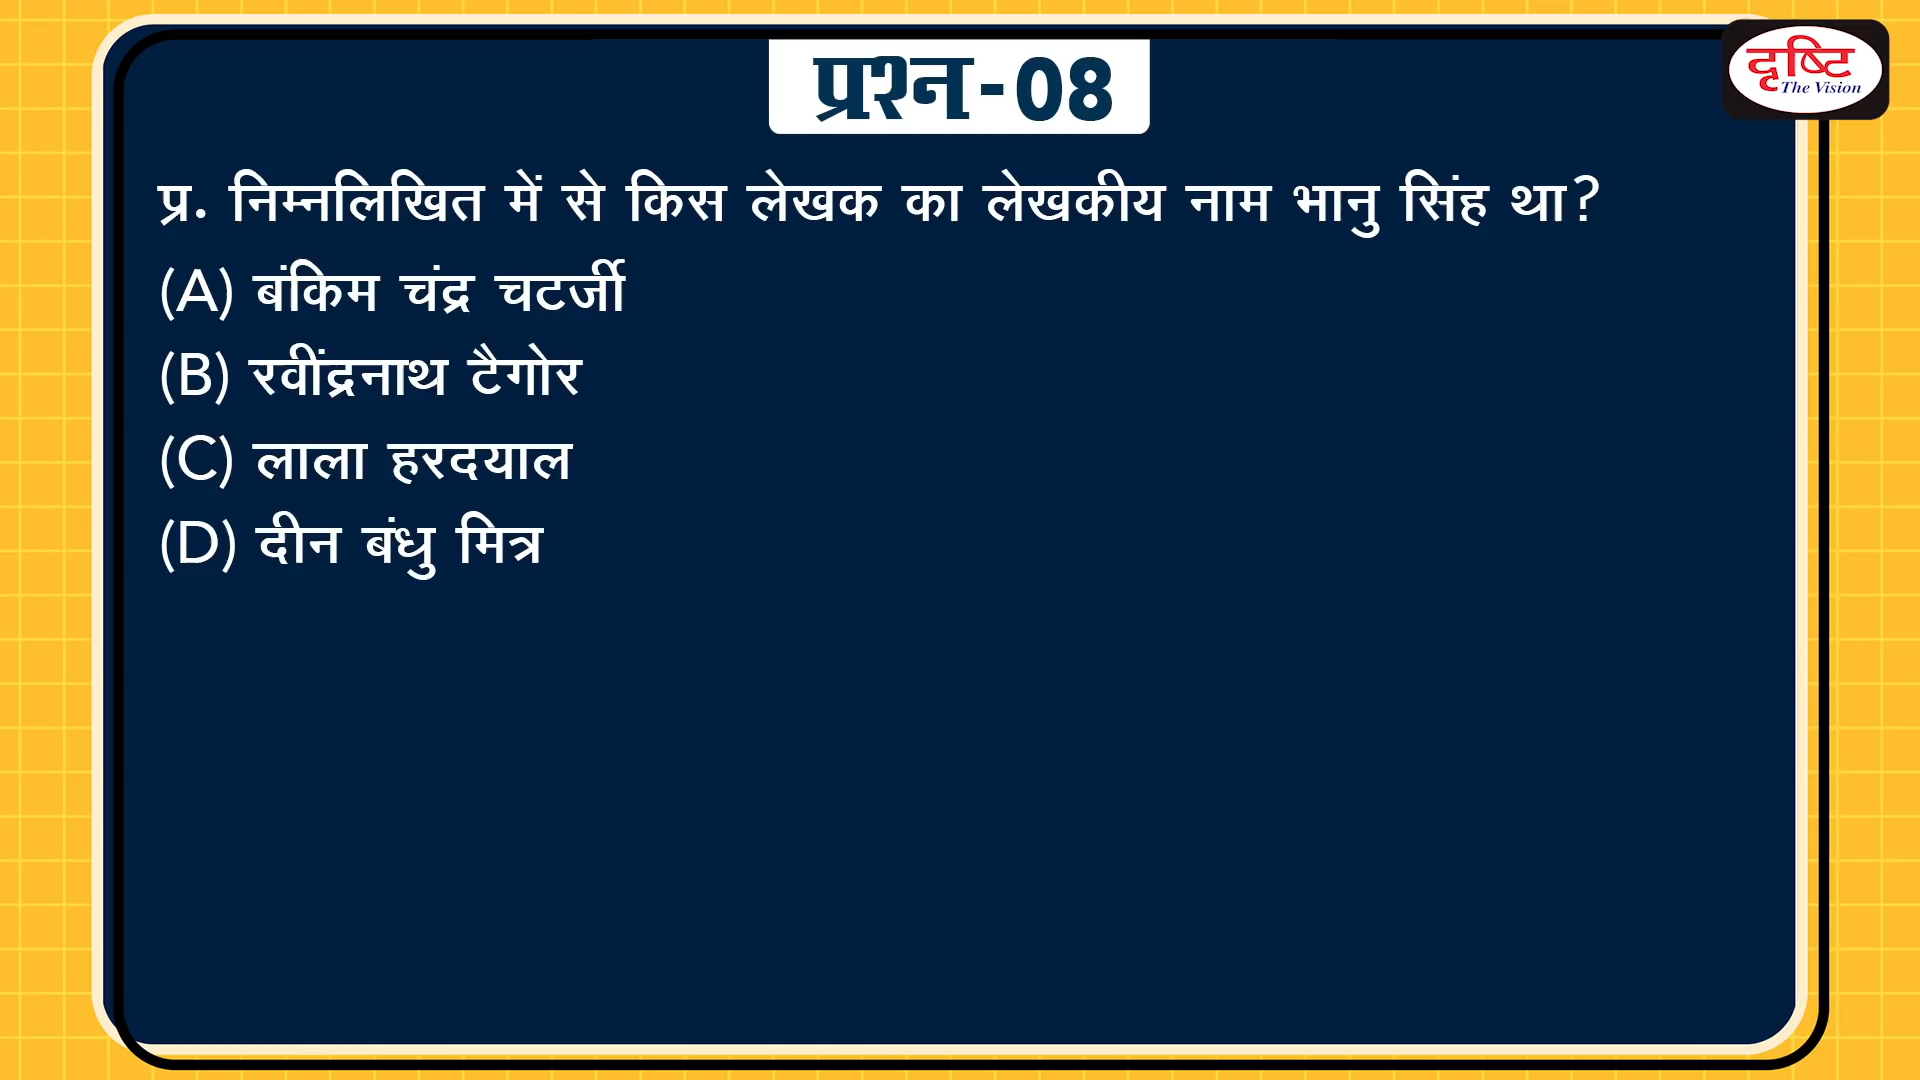 प्रश्न-08
दृष्टि
The Vision
प्र. निम्नलिखित में से किस लेखक का लेखकीय नाम भानु सिंह था?
(A) बंकिम चंद्र चटर्जी
(B) रवींद्रनाथ टैगोर
(C) लाला हरदयाल
(D) दीन बंधु मित्र